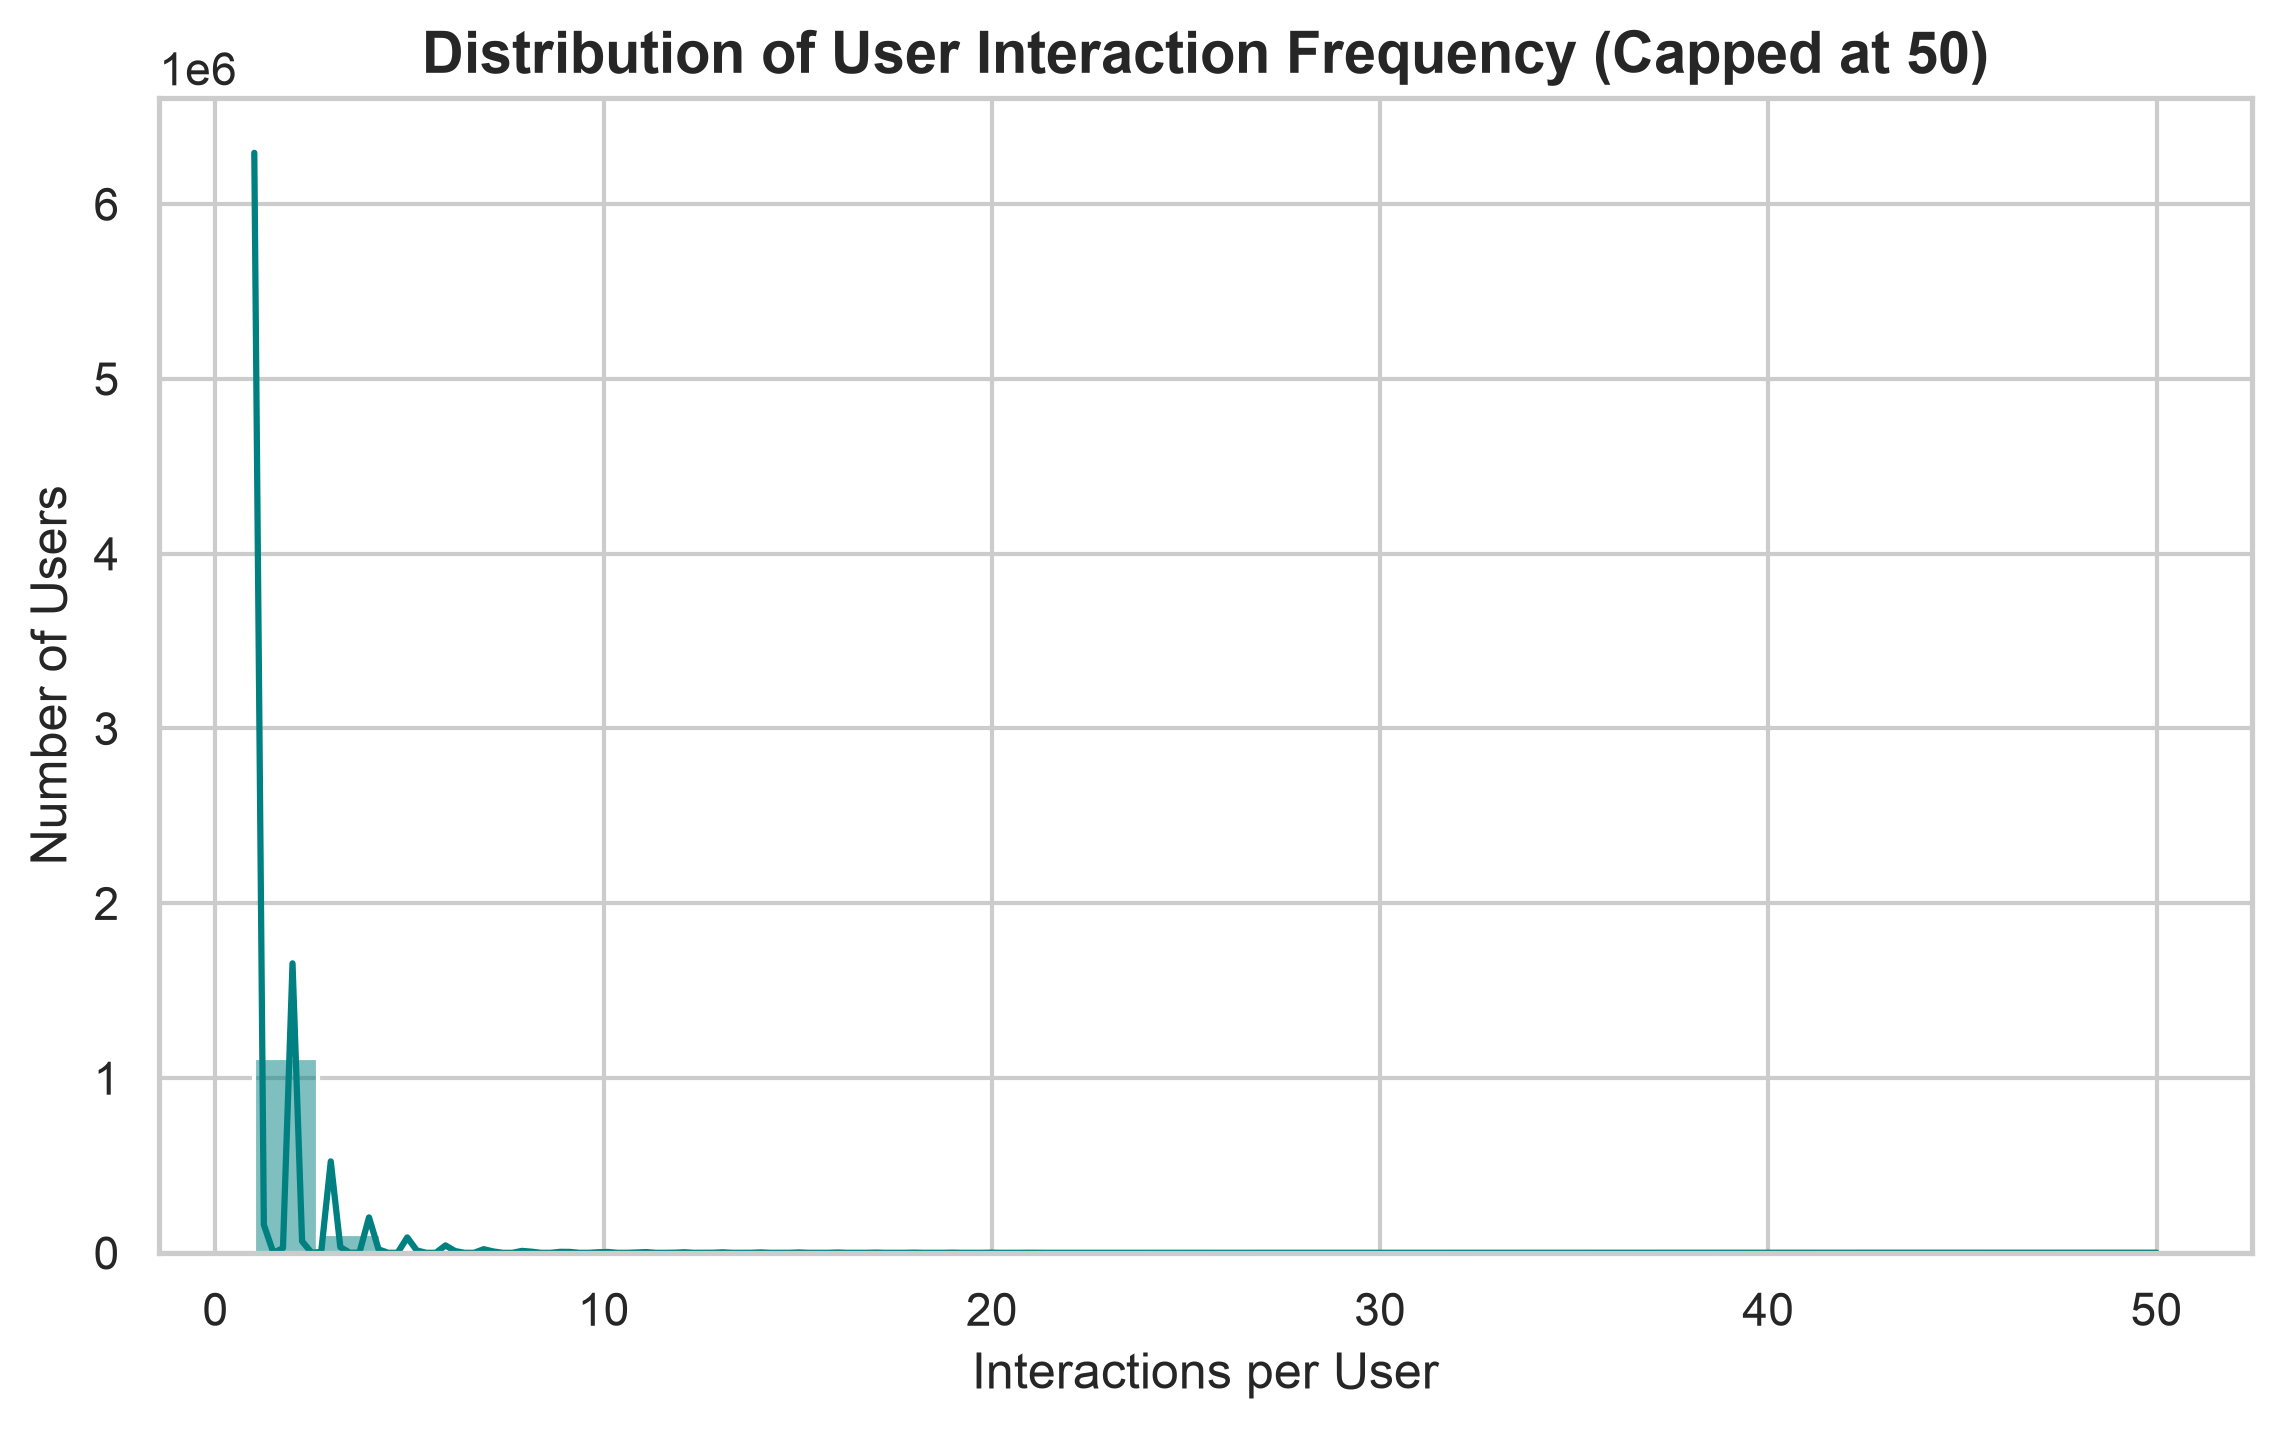 Distribution of User Interaction Frequency (Capped at 50)
1e6
6
5
4
3
2
1
0
Number of Users
0 10 20 30 40 50
Interactions per User